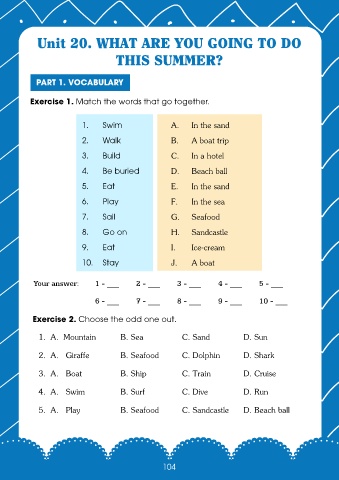 Unit 20. WHAT ARE YOU GOING TO DO
THIS SUMMER?
PART 1. VOCABULARY
Exercise 1. Match the words that go together.
1. Swim A. In the sand
2. Walk B. A boat trip
3. Build C. In a hotel
4. Be buried D. Beach ball
5. Eat E. In the sand
6. Play F. In the sea
7. Sail G. Seafood
8. Go on H. Sandcastle
9. Eat I. Ice-cream
10. Stay J. A boat
Your answer: 1 - ___ 2 - ___ 3 - ___ 4 - ___ 5 - ___
6 - ___ 7 - ___ 8 - ___ 9 - ___ 10 - ___
Exercise 2. Choose the odd one out.
1. A. Mountain B. Sea C. Sand D. Sun
2. A. Giraffe B. Seafood C. Dolphin D. Shark
3. A. Boat B. Ship C. Train D. Cruise
4. A. Swim B. Surf C. Dive D. Run
5. A. Play B. Seafood C. Sandcastle D. Beach ball
104